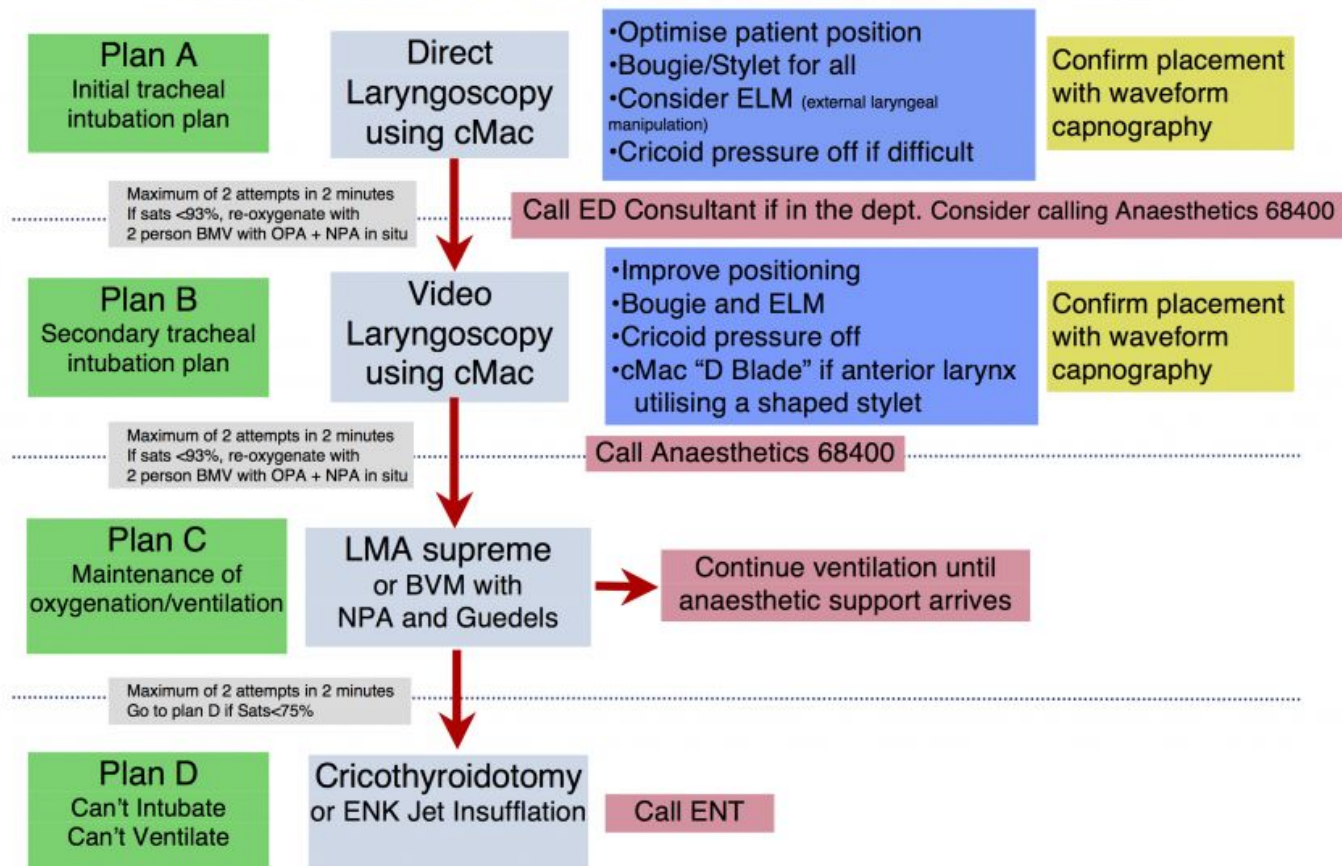 Plan A
Initial tracheal
intubation plan
Direct
Laryngoscopy
using cMac
•Optimise patient position
•Bougie/Stylet for all
•Consider ELM (external laryngeal
manipulation)
•Cricoid pressure off if difficult
Confirm placement
with waveform
capnography
Maximum of 2 attempts in 2 minutes
If sats <93%, re-oxygenate with
2 person BMV with OPA + NPA in situ
Call ED Consultant if in the dept. Consider calling Anaesthetics 68400
Plan B
Secondary tracheal
intubation plan
Video
Laryngoscopy
using cMac
•Improve positioning
•Bougie and ELM
•Cricoid pressure off
•cMac “D Blade” if anterior larynx
utilising a shaped stylet
Confirm placement
with waveform
capnography
Maximum of 2 attempts in 2 minutes
If sats <93%, re-oxygenate with
2 person BMV with OPA + NPA in situ
Call Anaesthetics 68400
Plan C
Maintenance of
oxygenation/ventilation
LMA supreme
or BVM with
NPA and Guedels
Continue ventilation until
anaesthetic support arrives
Maximum of 2 attempts in 2 minutes
Go to plan D if Sats<75%
Plan D
Can’t Intubate
Can’t Ventilate
Cricothyroidotomy
or ENK Jet Insufflation
Call ENT